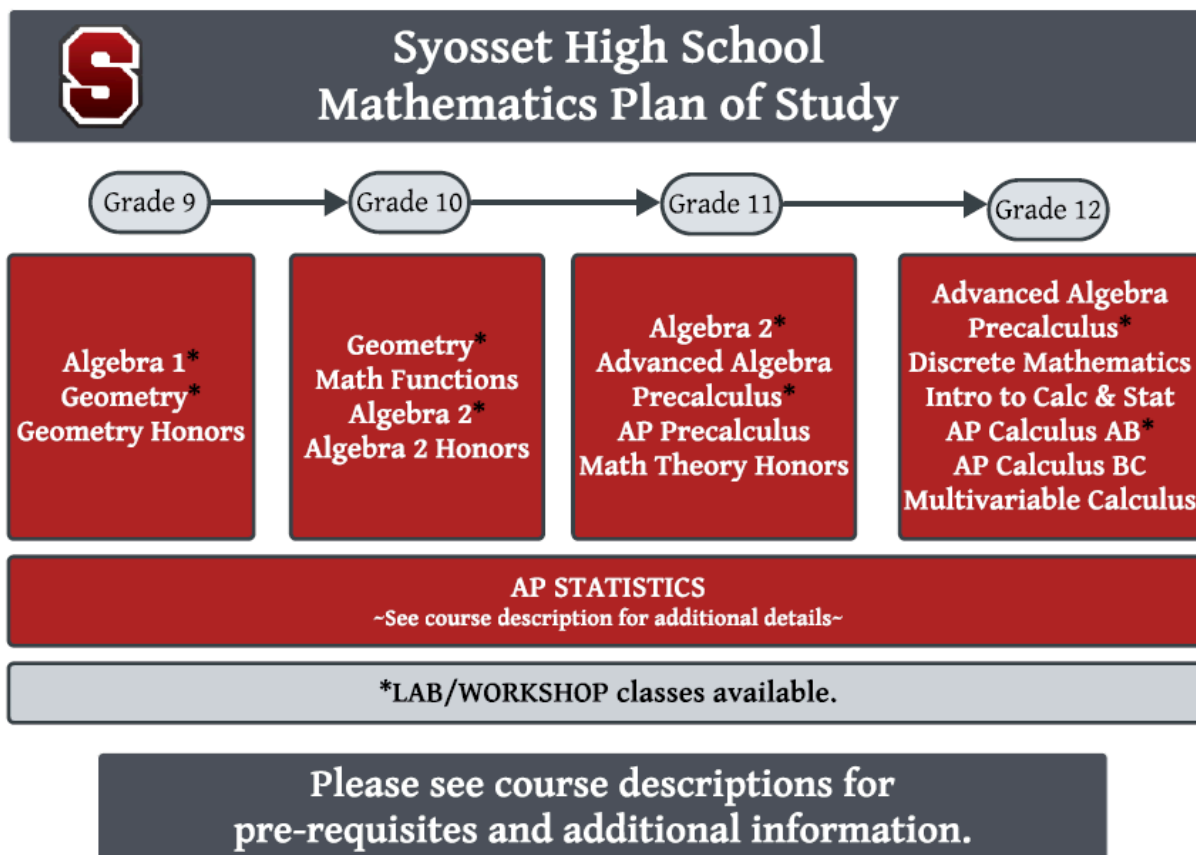 S
Syosset High School
Mathematics Plan of Study
Grade 9
Grade 10
Grade 11
Grade 12
Algebra 1*
Geometry*
Geometry Honors
Geometry*
Math Functions
Algebra 2*
Algebra 2 Honors
Algebra 2*
Advanced Algebra
Precalculus*
AP Precalculus
Math Theory Honors
Advanced Algebra
Precalculus*
Discrete Mathematics
Intro to Calc & Stat
AP Calculus AB*
AP Calculus BC
Multivariable Calculus
AP STATISTICS
~See course description for additional details~
*LAB/WORKSHOP classes available.
Please see course descriptions for
pre-requisites and additional information.